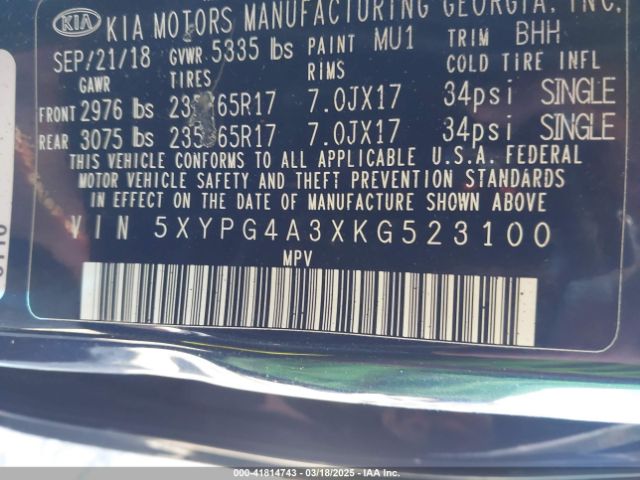 KIA KIA MOTORS MANUFACTURING GEORGIA, INC.
SEP/21/18 GVWR 5335 lbs PAINT MU1 TRIM BHH
GAWR TIRES RIMS COLD TIRE INFL
FRONT 2976 lbs 235/65R17 7.0JX17 34psi SINGLE
REAR 3075 lbs 235/65R17 7.0JX17 34psi SINGLE
THIS VEHICLE CONFORMS TO ALL APPLICABLE U.S.A. FEDERAL
MOTOR VEHICLE SAFETY AND THEFT PREVENTION STANDARDS
IN EFFECT ON THE DATE OF MANUFACTURE SHOWN ABOVE.
VIN 5XYPG4A3XKG523100
MPV
000-41814743 — 03/18/2025 — IAA Inc.